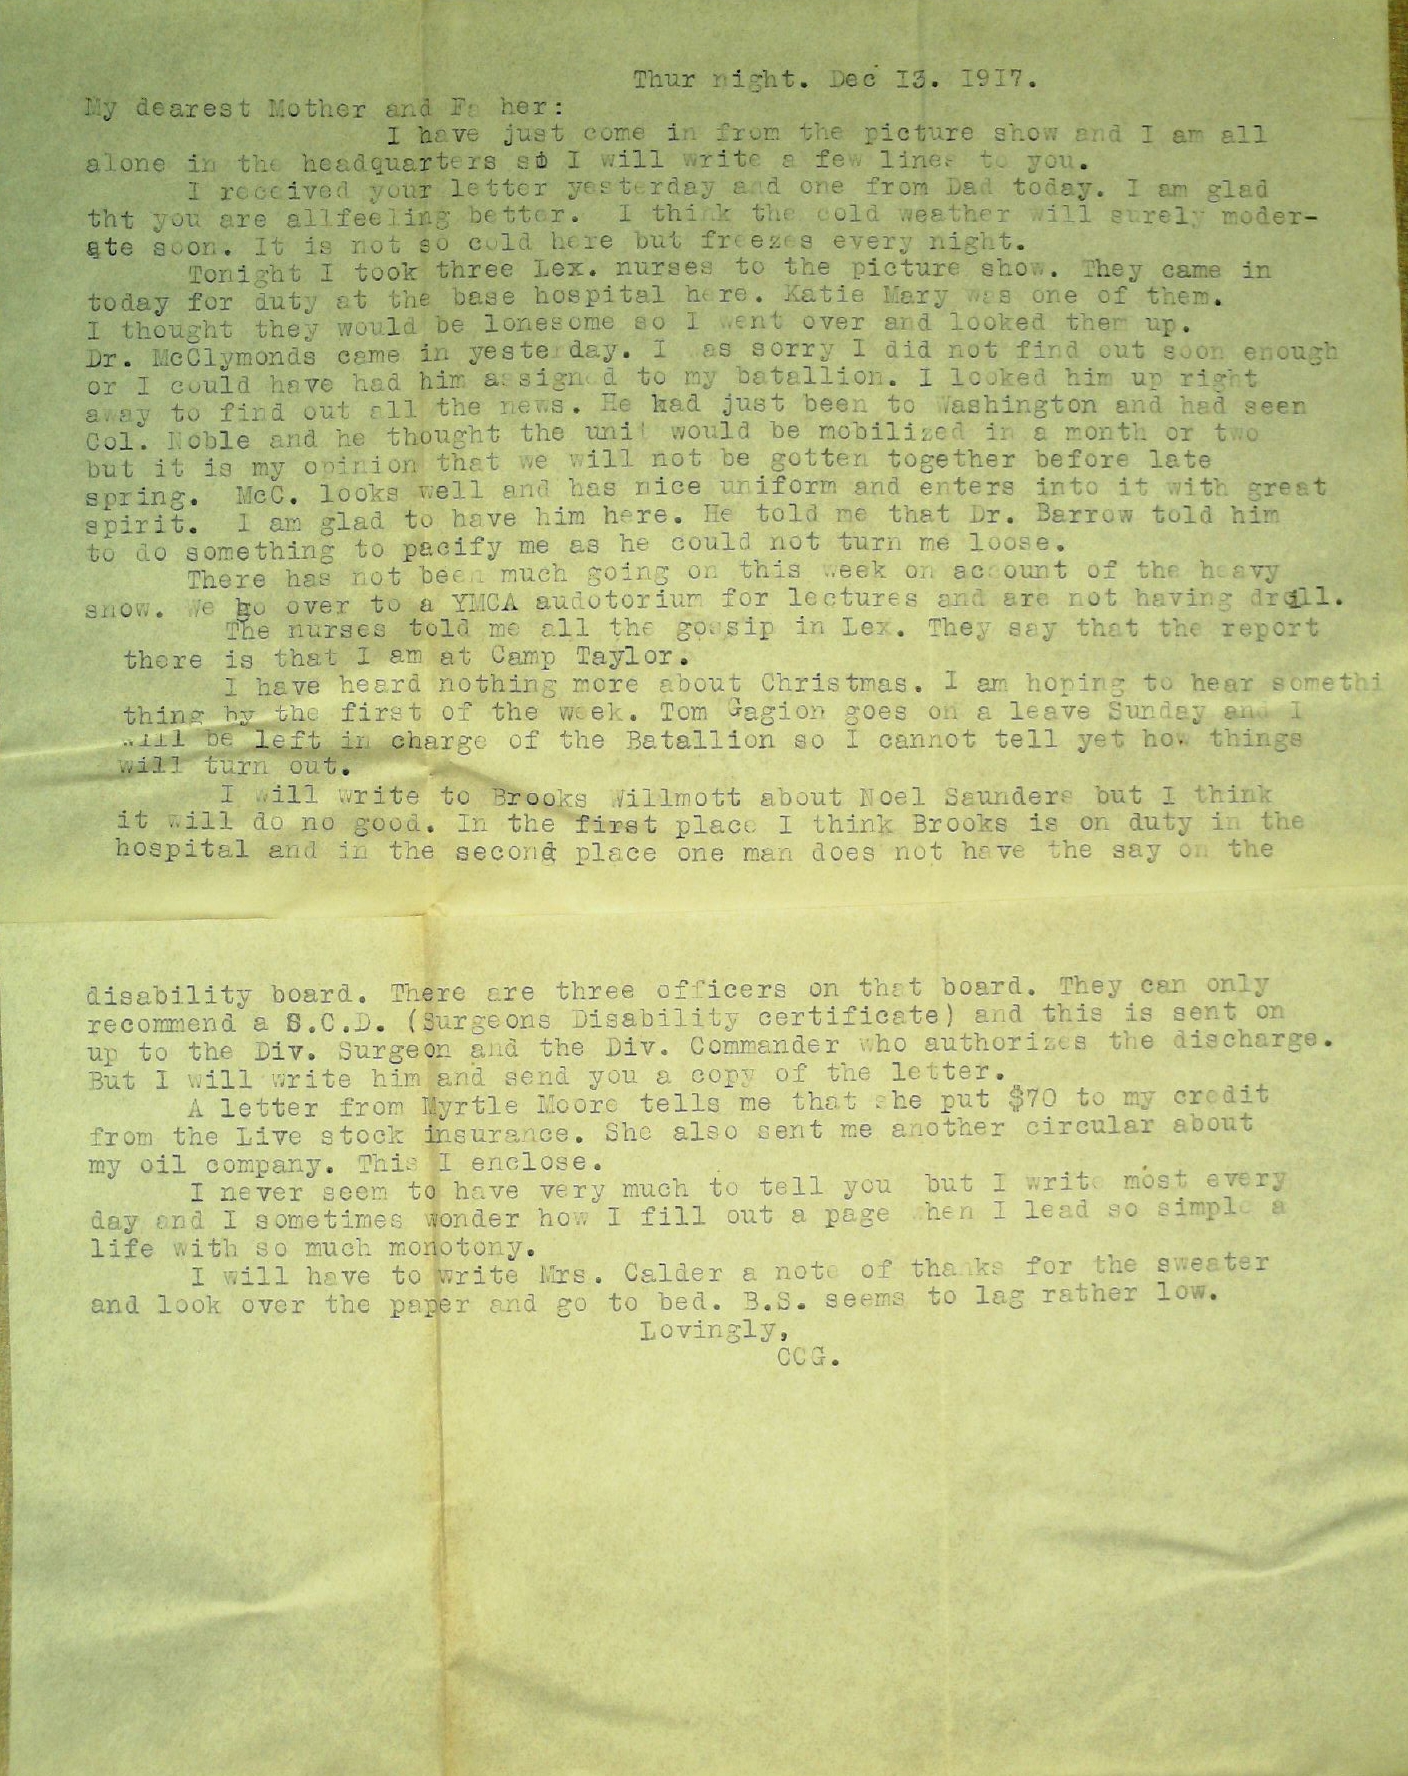 Thur night. Dec 13. 1917.
My dearest Mother and Fa her:
I have just come in from the picture show and I am all
alone in the headquarters so I will write a few lines to you.
I received your letter yesterday and one from Dad today. I am glad
tht you are allfeeling better. I think the cold weather will surely moder-
ate soon. It is not so cold here but freezes every night.
Tonight I took three Lex. nurses to the picture show. They came in
today for duty at the base hospital here. Katie Mary was one of them.
I thought they would be lonesome so I went over and looked them up.
Dr. McClymonds came in yesterday. I was sorry I did not find out soon enough
or I could have had him assigned to my batallion. I looked him up right
away to find out all the news. He had just been to Washington and had seen
Col. Noble and he thought the unit would be mobilized in a month or two
but it is my opinion that we will not be gotten together before late
spring. McC. looks well and has nice uniform and enters into it with great
spirit. I am glad to have him here. He told me that Dr. Barrow told him
to do something to pacify me as he could not turn me loose.
There has not been much going on this week on account of the heavy
snow. We go over to a YMCA audotorium for lectures and are not having drill.
The nurses told me all the gossip in Lex. They say that the report
there is that I am at Camp Taylor.
I have heard nothing more about Christmas. I am hoping to hear somethi
thing by the first of the week. Tom Gagion goes on a leave Sunday and I
will be left in charge of the Batallion so I cannot tell yet how things
will turn out.
I will write to Brooks Willmott about Noel Saunders but I think
it will do no good. In the first place I think Brooks is on duty in the
hospital and in the second place one man does not have the say on the
disability board. There are three officers on that board. They can only
recommend a S.C.D. (Surgeons Disability certificate) and this is sent on
up to the Div. Surgeon and the Div. Commander who authorizes the discharge.
But I will write him and send you a copy of the letter.
A letter from Myrtle Moore tells me that she put $70 to my credit
from the Live stock insurance. She also sent me another circular about
my oil company. This I enclose.
I never seem to have very much to tell you but I write most every
day and I sometimes wonder how I fill out a page when I lead so simple a
life with so much monotony.
I will have to write Mrs. Calder a note of thanks for the sweater
and look over the paper and go to bed. B.S. seems to lag rather low.
Lovingly,
CCG.